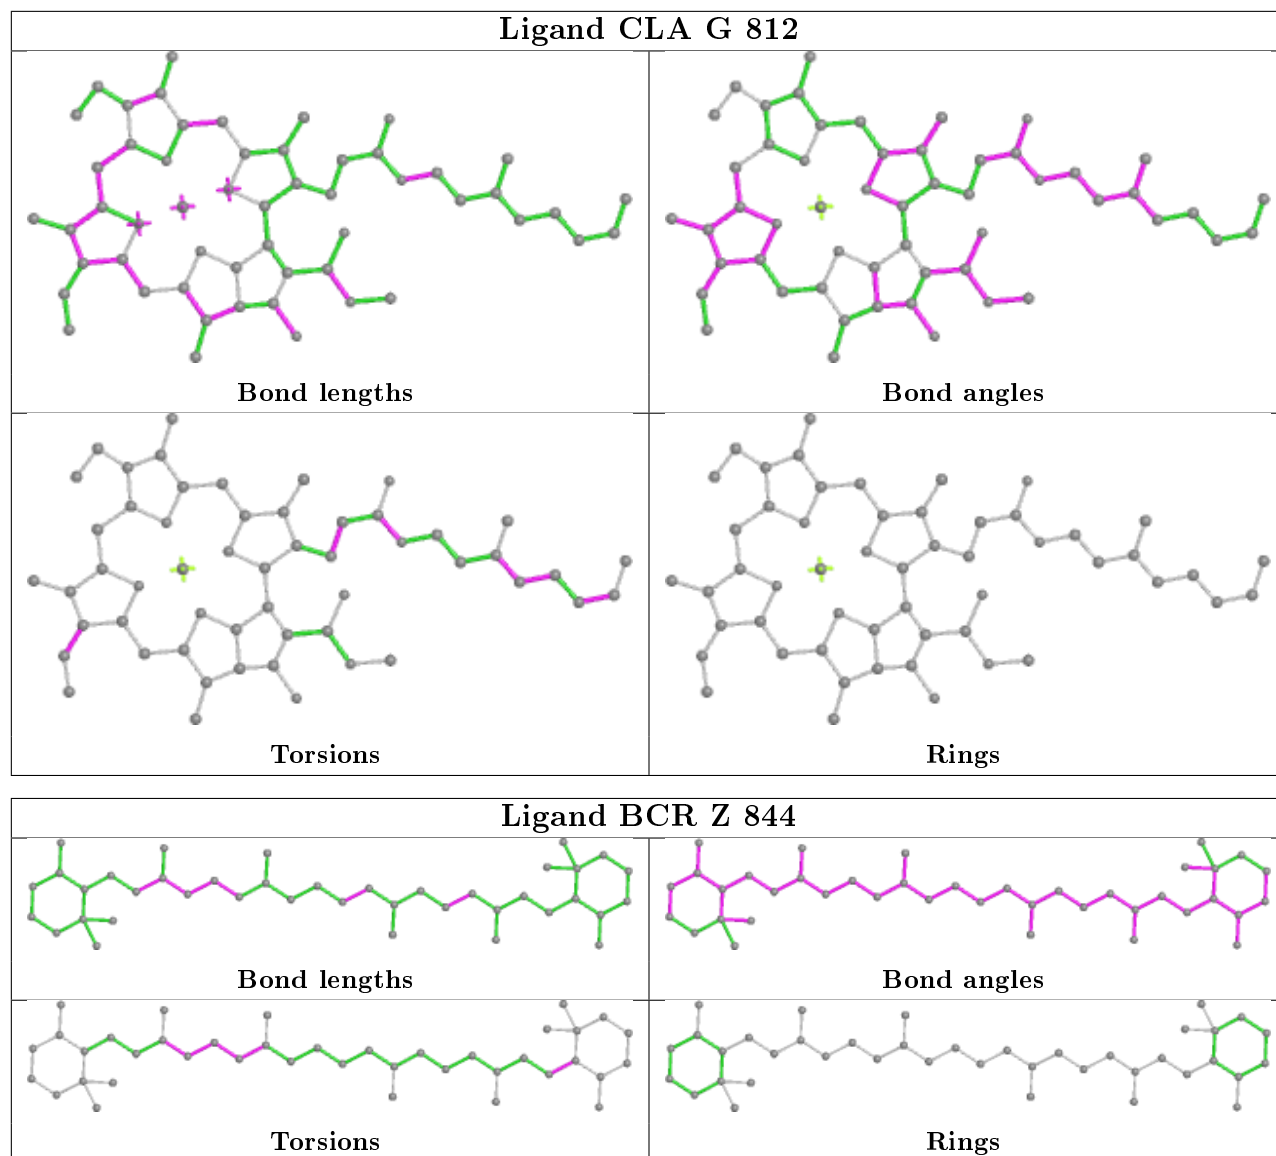 Ligand CLA G 812
Bond lengths
Bond angles
Torsions
Rings
Ligand BCR Z 844
Bond lengths
Bond angles
Torsions
Rings